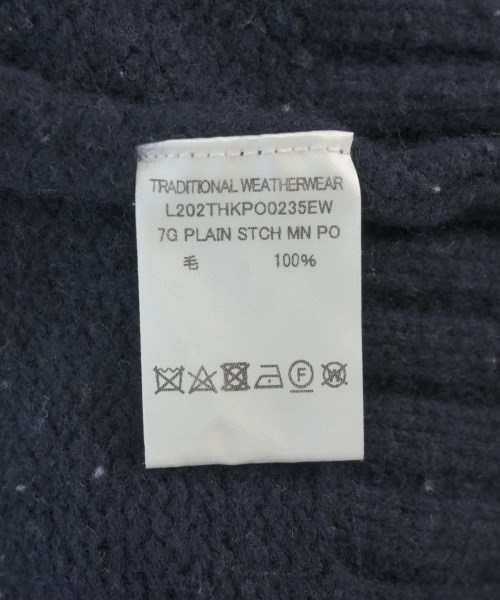 TRADITIONAL WEATHERWEAR
L202THKPO0235EW
7G PLAIN STCH MN PO
毛 100%
F W